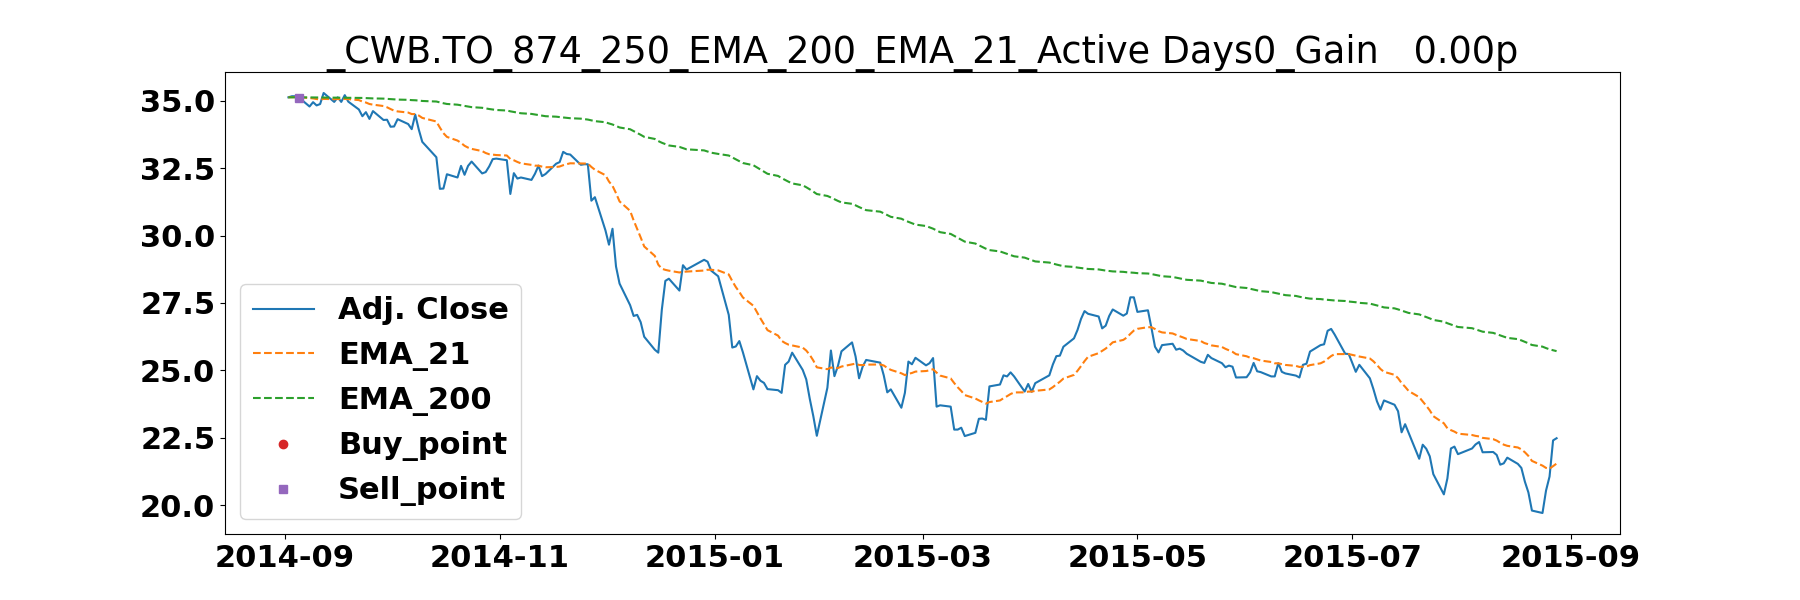 _CWB.TO_874_250_EMA_200_EMA_21_Active Days0_Gain   0.00p
35.0
32.5
30.0
27.5
25.0
22.5
20.0
Adj. Close
EMA_21
EMA_200
Buy_point
Sell_point
2014-09 2014-11 2015-01 2015-03 2015-05 2015-07 2015-09